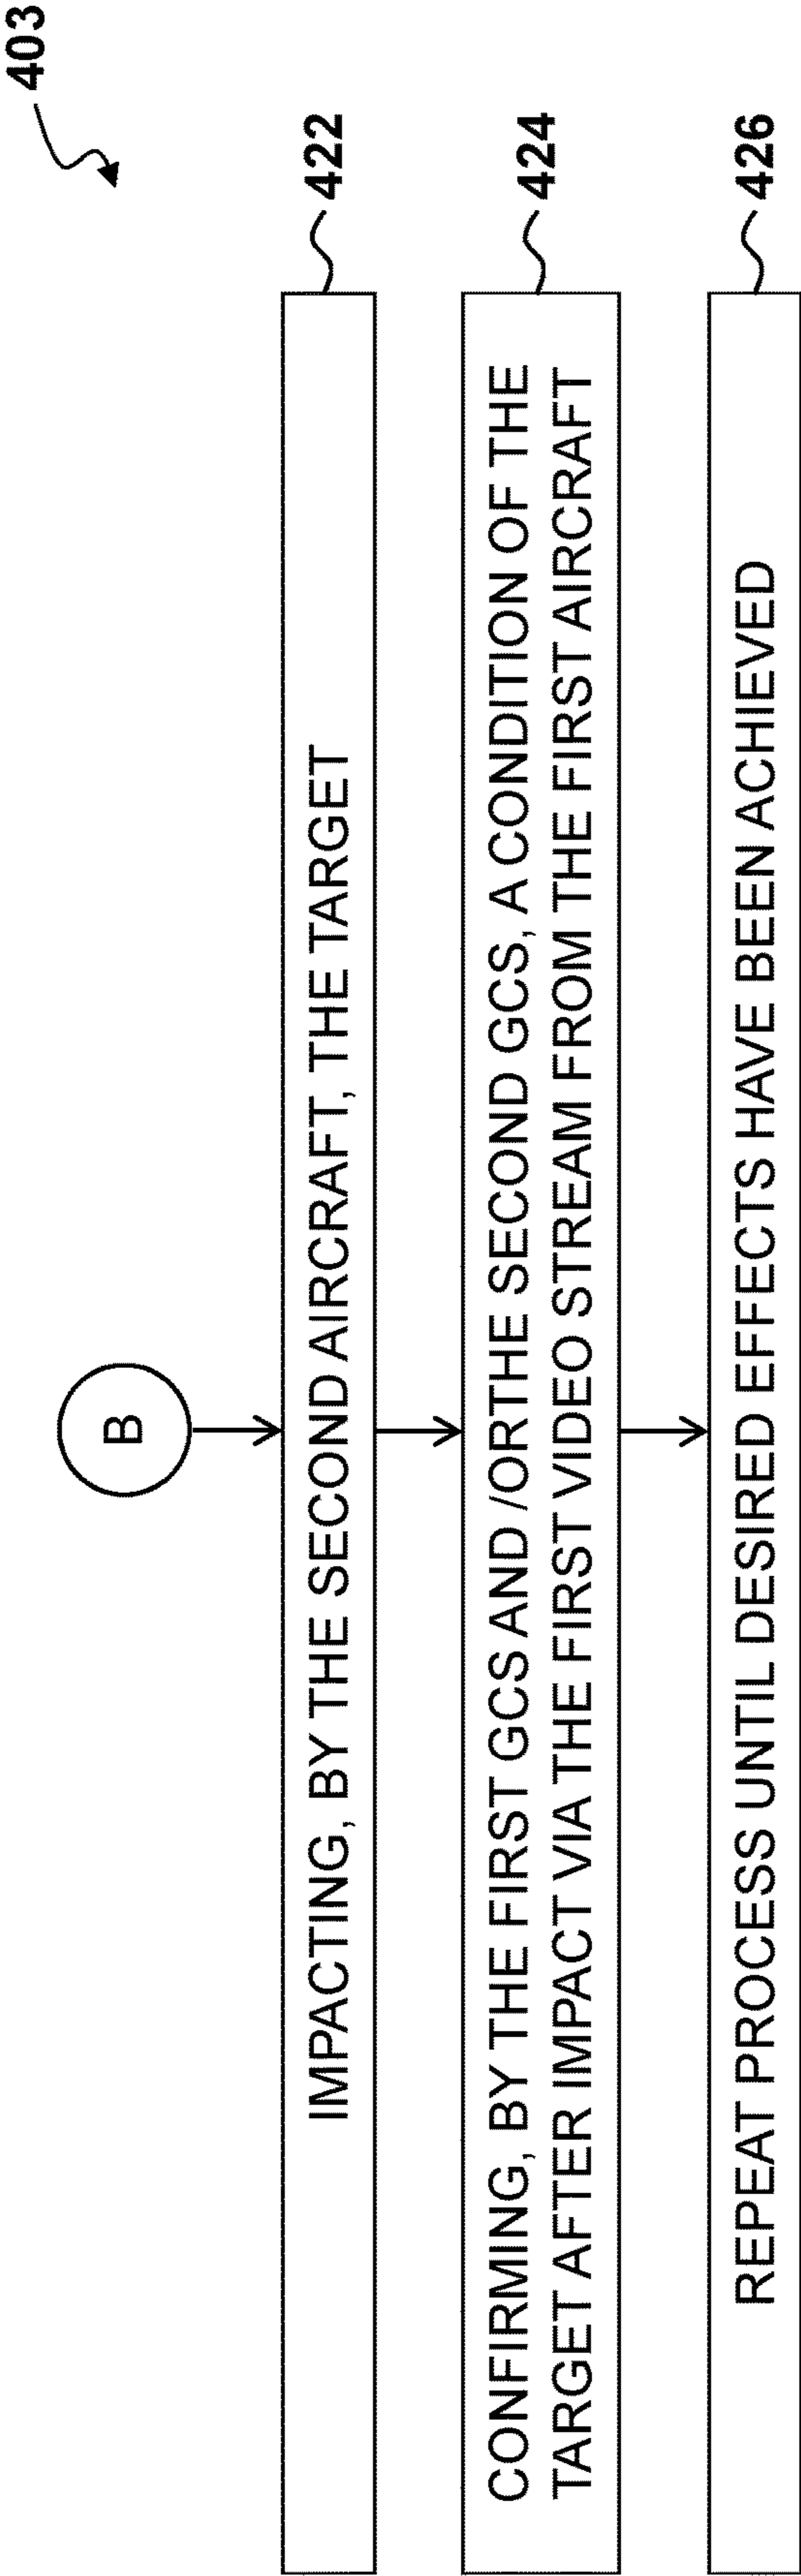 403
B
IMPACTING, BY THE SECOND AIRCRAFT, THE TARGET
422
CONFIRMING, BY THE FIRST GCS AND /ORTHE SECOND GCS, A CONDITION OF THE
TARGET AFTER IMPACT VIA THE FIRST VIDEO STREAM FROM THE FIRST AIRCRAFT
424
REPEAT PROCESS UNTIL DESIRED EFFECTS HAVE BEEN ACHIEVED
426